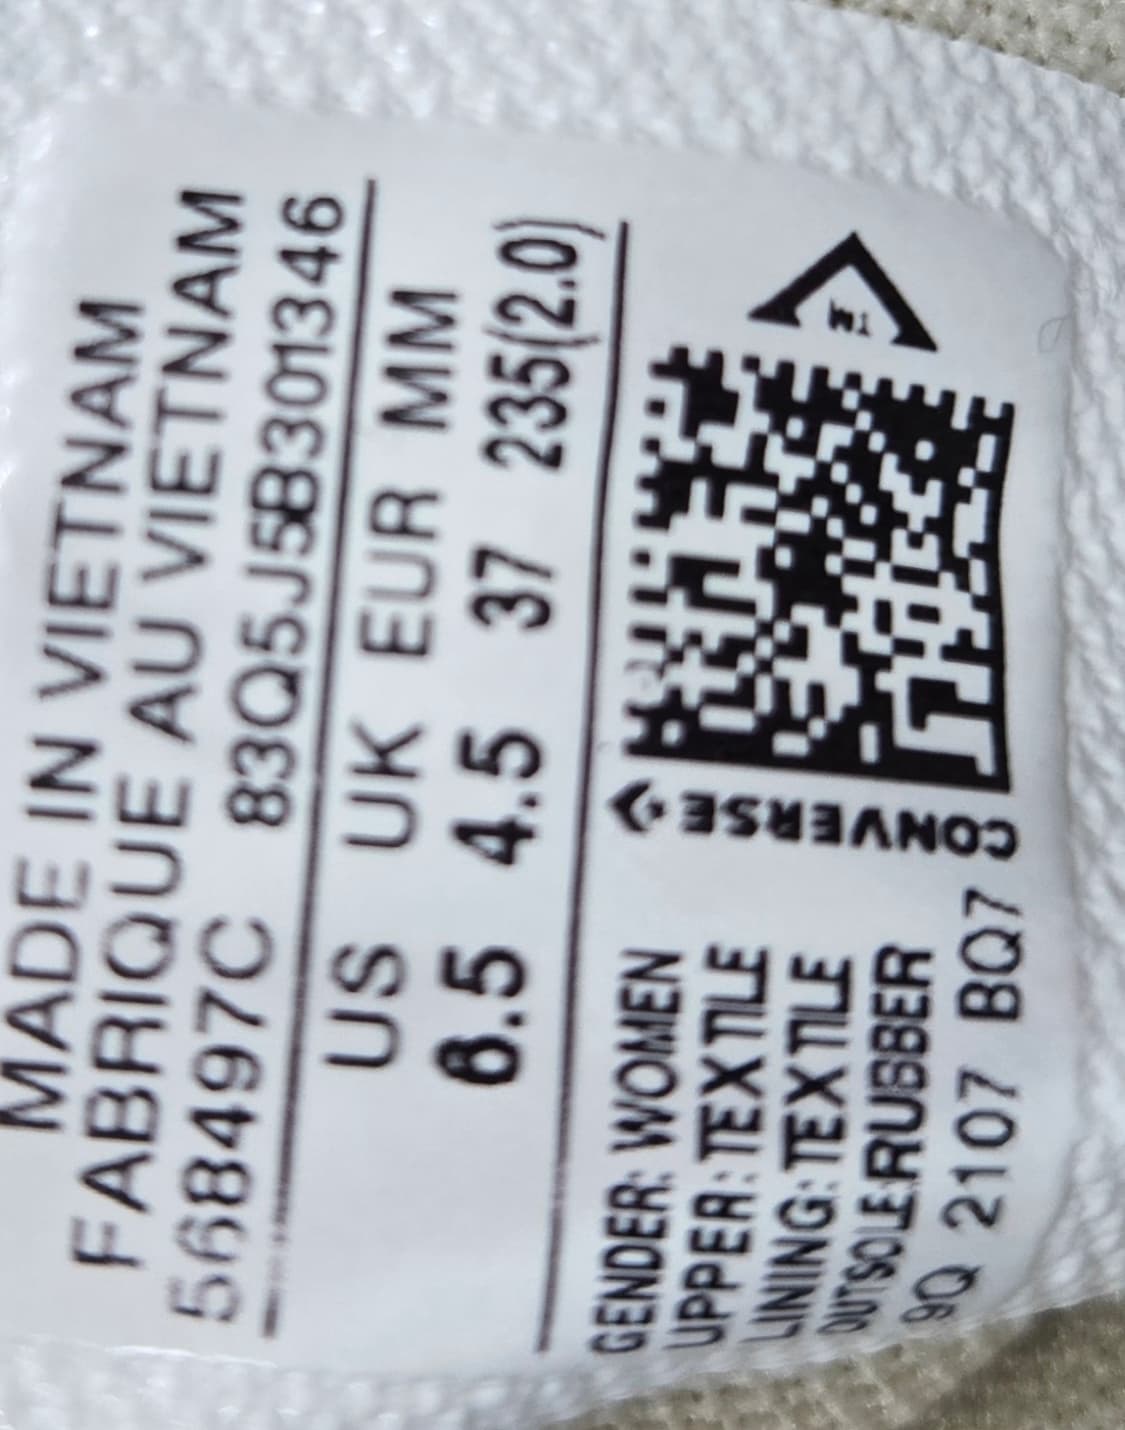 MADE IN VIETNAM
FABRIQUE AU VIETNAM
568497C 83Q5J5B301346
US UK EUR MM
6.5 4.5 37 235(2.0)
GENDER: WOMEN
UPPER: TEXTILE
LINING: TEXTILE
OUTSOLE:RUBBER
9Q 2107 BQ7
CONVERSE
TM